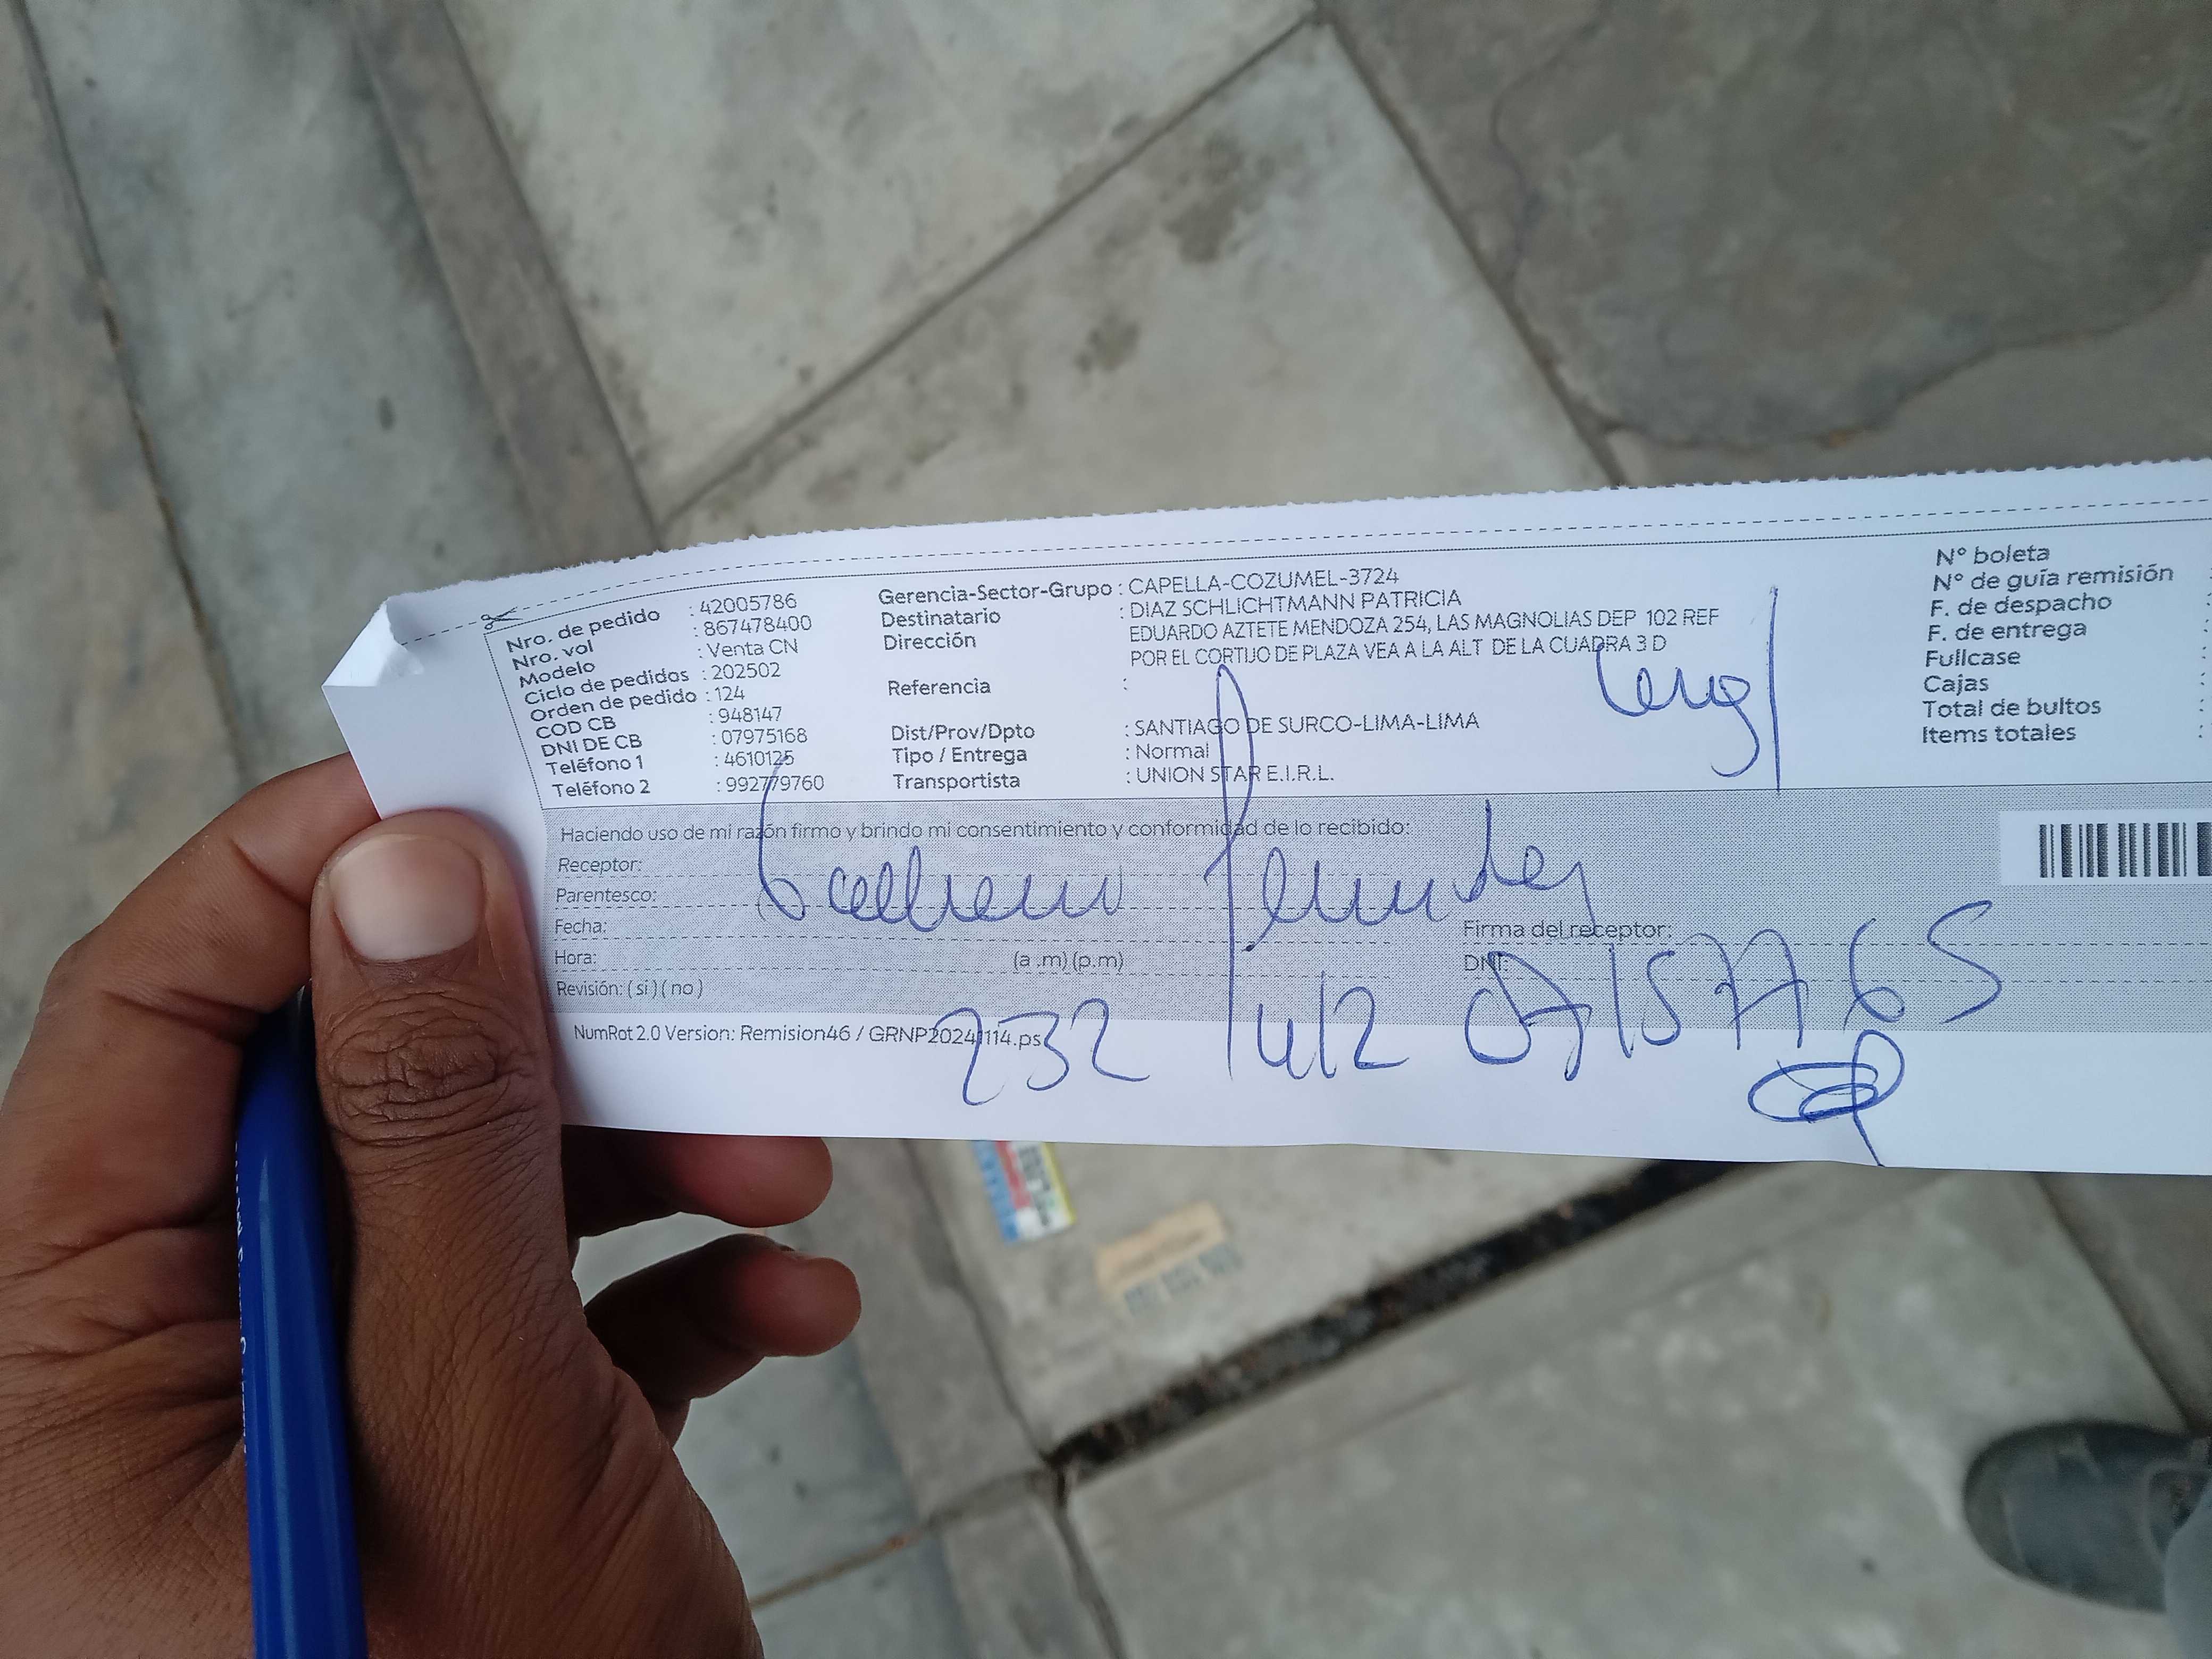 Nro. de pedido : 42005786
Nro. vol : 867478400
Modelo : Venta CN
Ciclo de pedidos : 202502
Orden de pedido : 124
COD CB : 948147
DNI DE CB : 07975168
Teléfono 1 : 4610125
Teléfono 2 : 992779760
Gerencia-Sector-Grupo : CAPELLA-COZUMEL-3724
Destinatario : DIAZ SCHLICHTMANN PATRICIA
Dirección EDUARDO AZTETE MENDOZA 254, LAS MAGNOLIAS DEP 102 REF
POR EL CORTIJO DE PLAZA VEA A LA ALT DE LA CUADRA 3 D
Referencia :
Dist/Prov/Dpto : SANTIAGO DE SURCO-LIMA-LIMA
Tipo / Entrega : Normal
Transportista : UNION STAR E.I.R.L.
N° boleta
N° de guía remisión :
F. de despacho
F. de entrega
Fullcase
Cajas :
Total de bultos :
Items totales :
Haciendo uso de mi razón firmo y brindo mi consentimiento y conformidad de lo recibido:
Receptor:
Parentesco:
Fecha:
Hora: (a .m) (p.m)
Revisión: ( si ) ( no )
Firma del receptor:
DNI:
07157765
232 412
NumRot 2.0 Version: Remision46 / GRNP20241114.ps